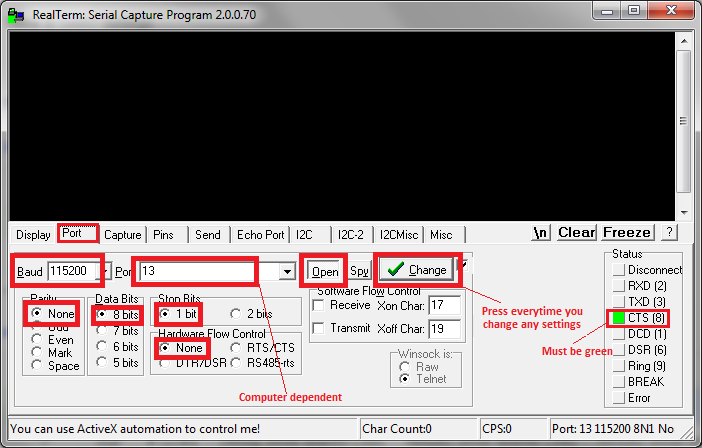 RealTerm: Serial Capture Program 2.0.0.70
Display Port Capture Pins Send Echo Port I2C I2C-2 I2CMisc Misc \n Clear Freeze ?
Baud 115200 Port 13 Open Spy Change
Parity
None
Odd
Even
Mark
Space
Data Bits
8 bits
7 bits
6 bits
5 bits
Stop Bits
1 bit 2 bits
Hardware Flow Control
None RTS/CTS
DTR/DSR RS485-rts
Software Flow Control
Receive Xon Char: 17
Transmit Xoff Char: 19
Winsock is:
Raw
Telnet
Status
Disconnect
RXD (2)
TXD (3)
CTS (8)
DCD (1)
DSR (6)
Ring (9)
BREAK
Error
Press everytime you
change any settings
Must be green
Computer dependent
You can use ActiveX automation to control me! Char Count:0 CPS:0 Port: 13 115200 8N1 No